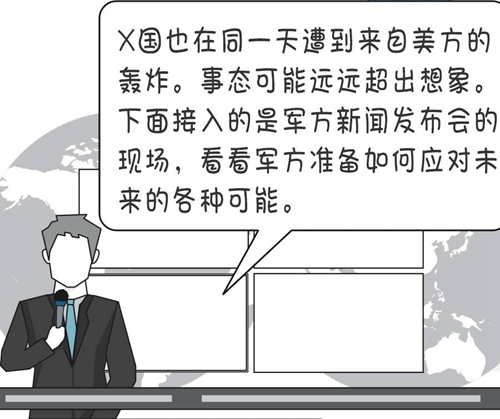 X国也在同一天遭到来自美方的
轰炸。事态可能远远超出想象。
下面接入的是军方新闻发布会的
现场，看看军方准备如何应对未
来的各种可能。